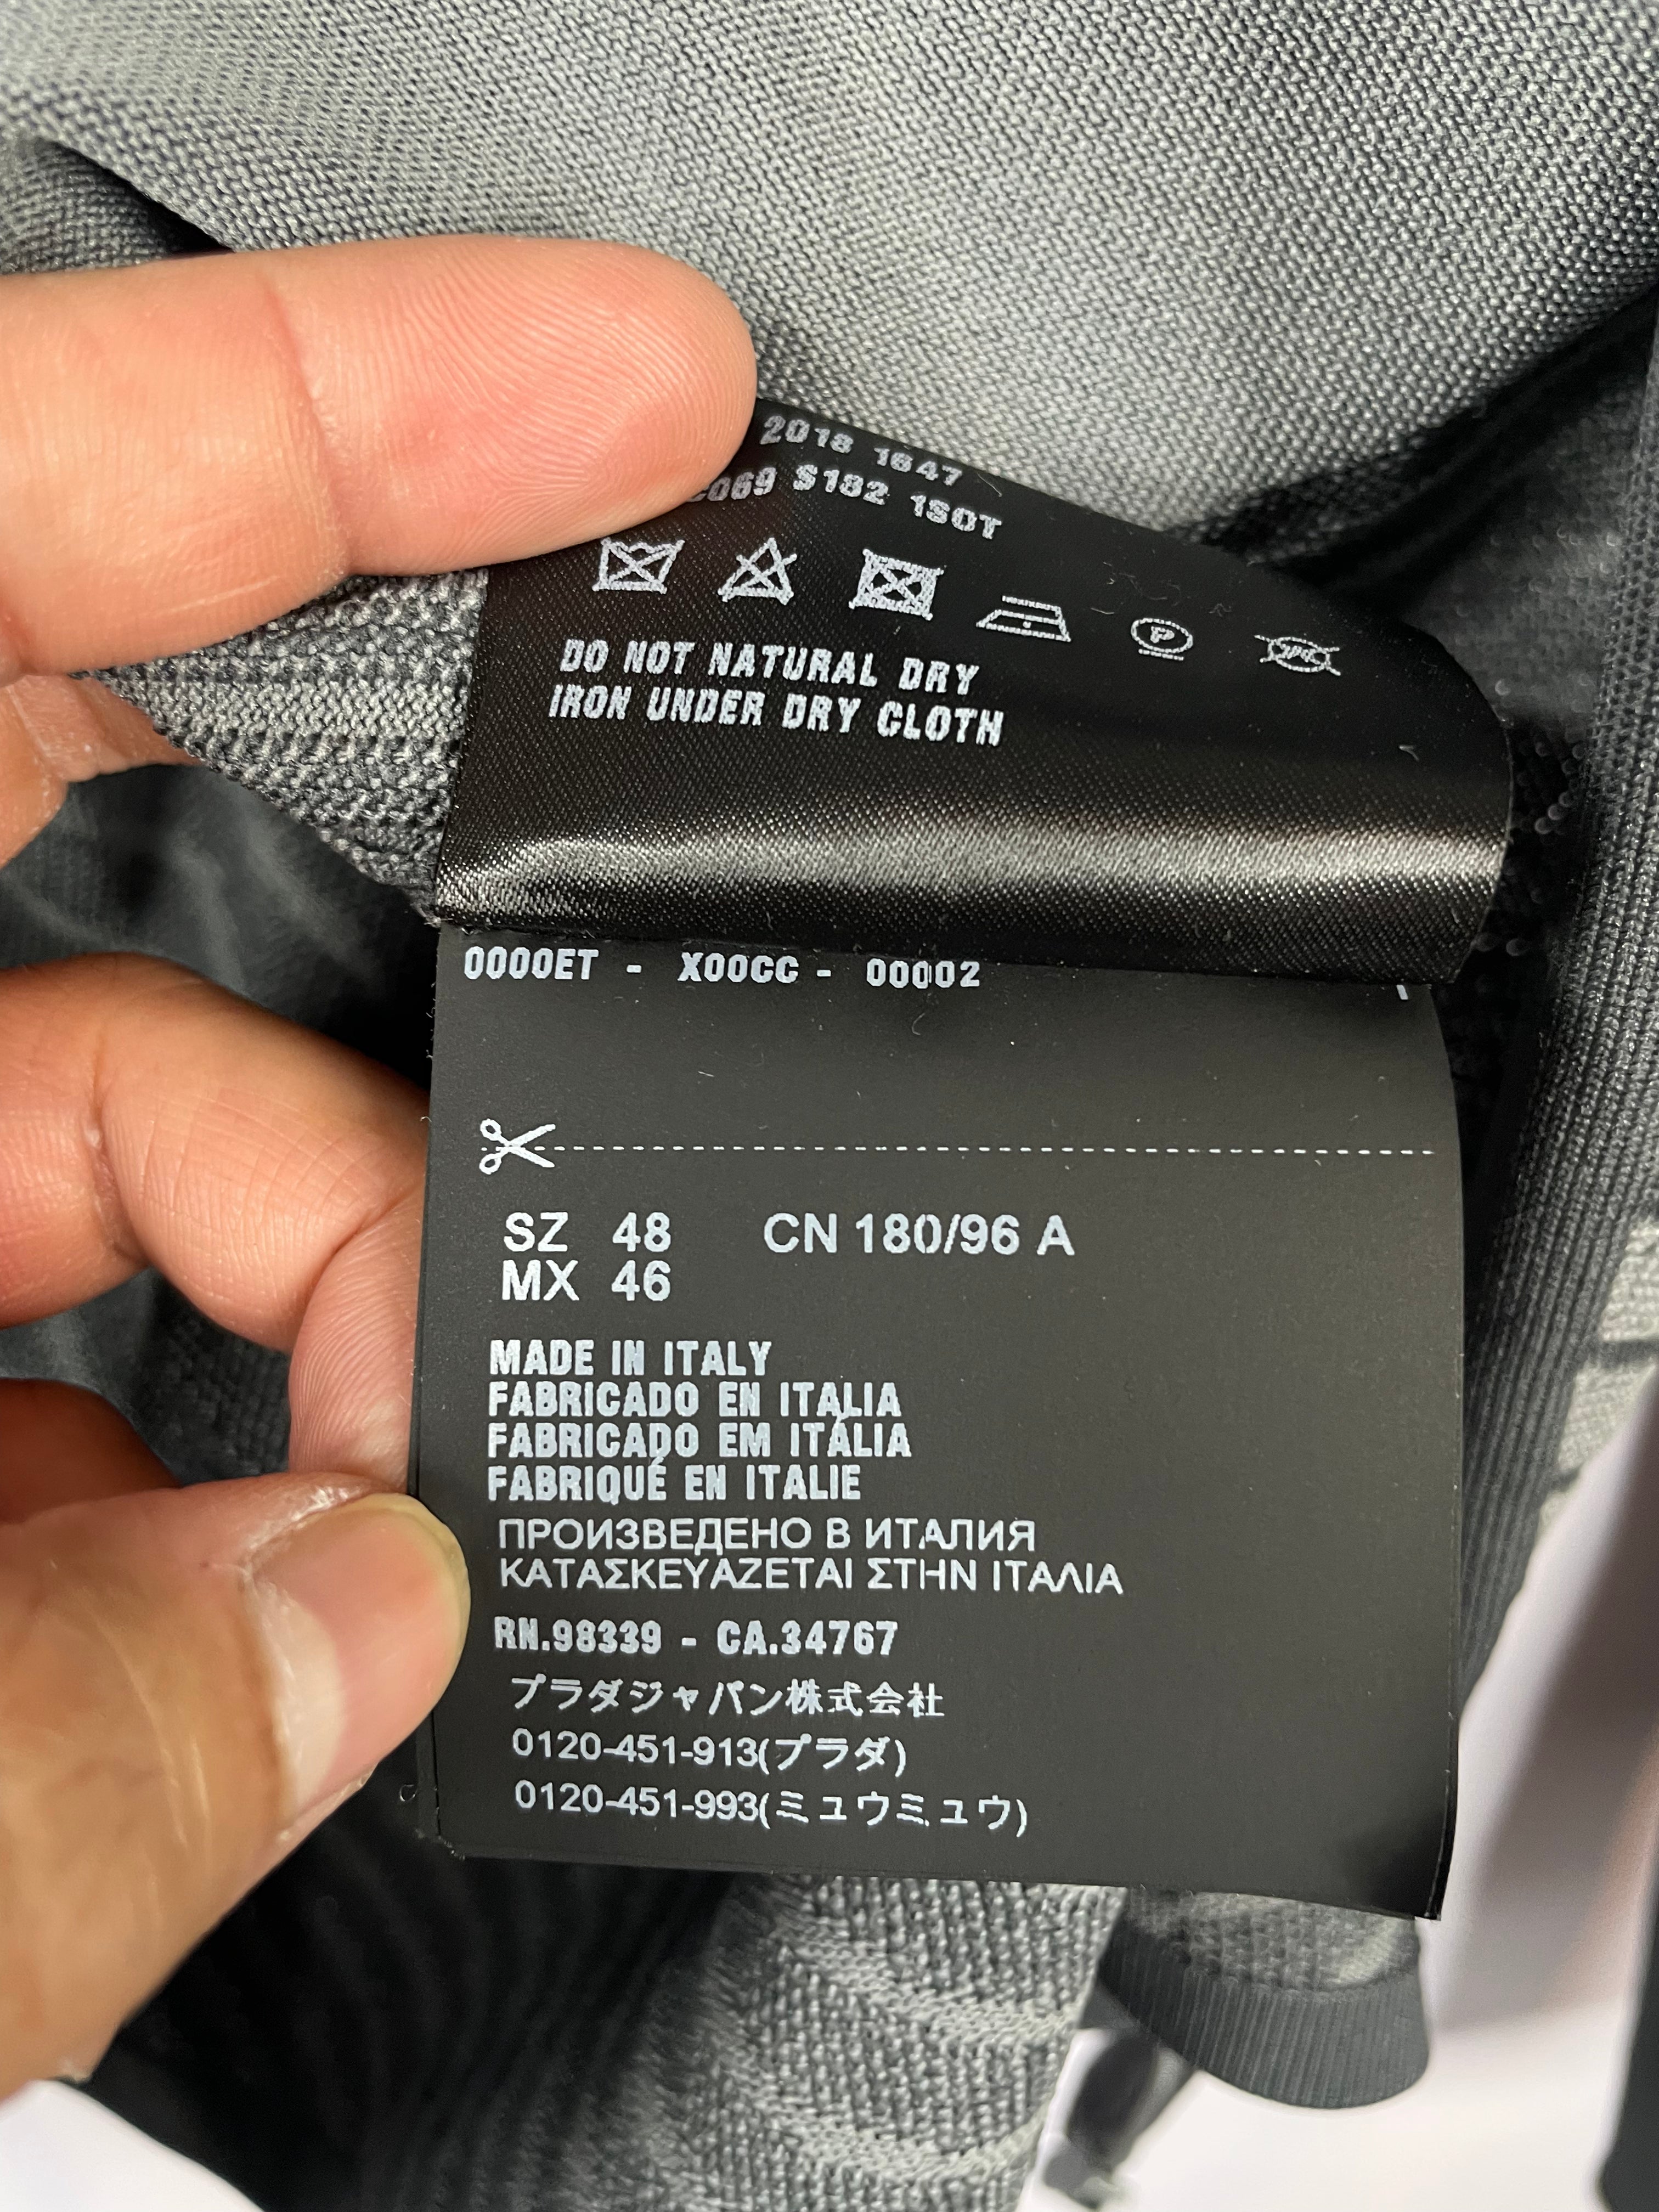 2018 1647
S182 1SOT
DO NOT NATURAL DRY
IRON UNDER DRY CLOTH
0000ET - X00CC - 00002
SZ 48 CN 180/96 A
MX 46
MADE IN ITALY
FABRICADO EN ITALIA
FABRICADO EM ITÁLIA
FABRIQUÉ EN ITALIE
ПРОИЗВЕДЕНО В ИТАЛИЯ
ΚΑΤΑΣΚΕΥΑΖΕΤΑΙ ΣΤΗΝ ΙΤΑΛΙΑ
RN.98339 - CA.34767
プラダジャパン株式会社
0120-451-913(プラダ)
0120-451-993(ミュウミュウ)